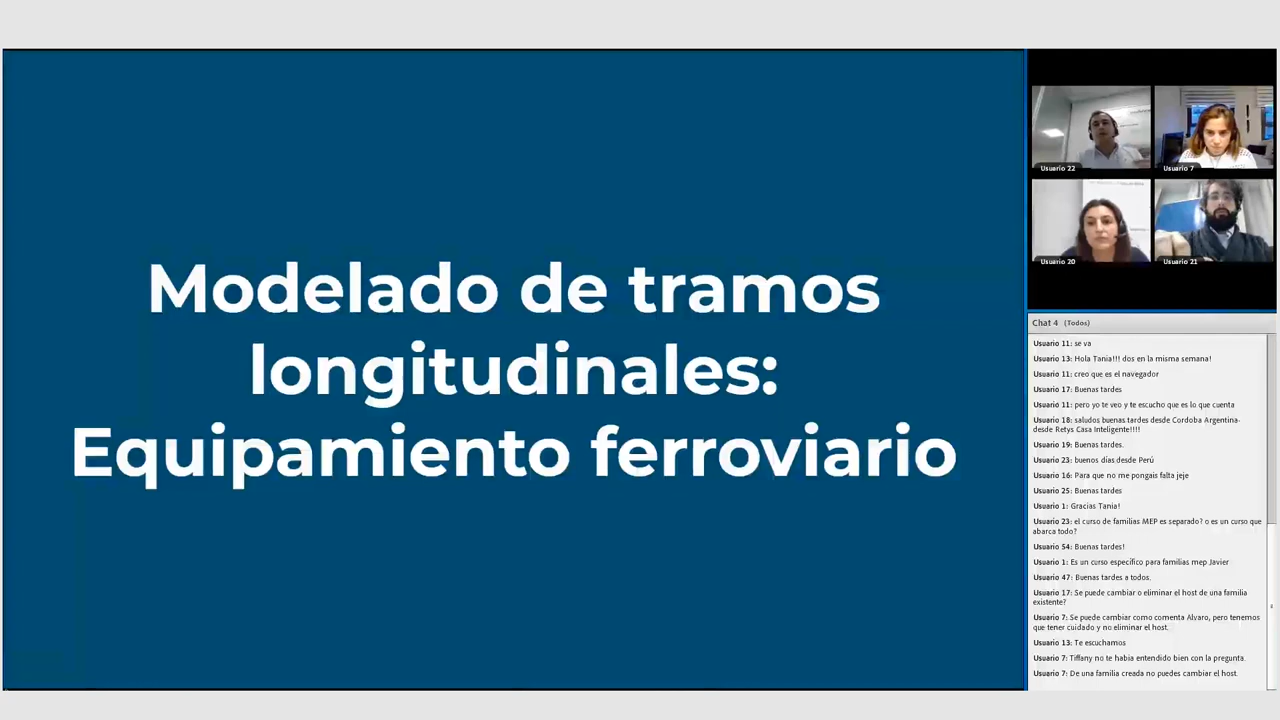 Modelado de tramos
longitudinales:
Equipamiento ferroviario
Usuario 22
Usuario 7
Usuario 20
Usuario 21
Chat 4 (Todos)
Usuario 11: se va
Usuario 13: Hola Tania!!! dos en la misma semana!
Usuario 11: creo que es el navegador
Usuario 17: Buenas tardes
Usuario 11: pero yo te veo y te escucho que es lo que cuenta
Usuario 18: saludos buenas tardes desde Cordoba Argentina-
desde Retys Casa Inteligente!!!!
Usuario 19: Buenas tardes.
Usuario 23: buenos días desde Perú
Usuario 16: Para que no me pongais falta jeje
Usuario 25: Buenas tardes
Usuario 1: Gracias Tania!
Usuario 23: el curso de familias MEP es separado? o es un curso que
abarca todo?
Usuario 54: Buenas tardes!
Usuario 1: Es un curso específico para familias mep Javier
Usuario 47: Buenas tardes a todos.
Usuario 17: Se puede cambiar o eliminar el host de una familia
existente?
Usuario 7: Se puede cambiar como comenta Alvaro, pero tenemos
que tener cuidado y no eliminar el host.
Usuario 13: Te escuchamos
Usuario 7: Tiffany no te habia entendido bien con la pregunta.
Usuario 7: De una familia creada no puedes cambiar el host.